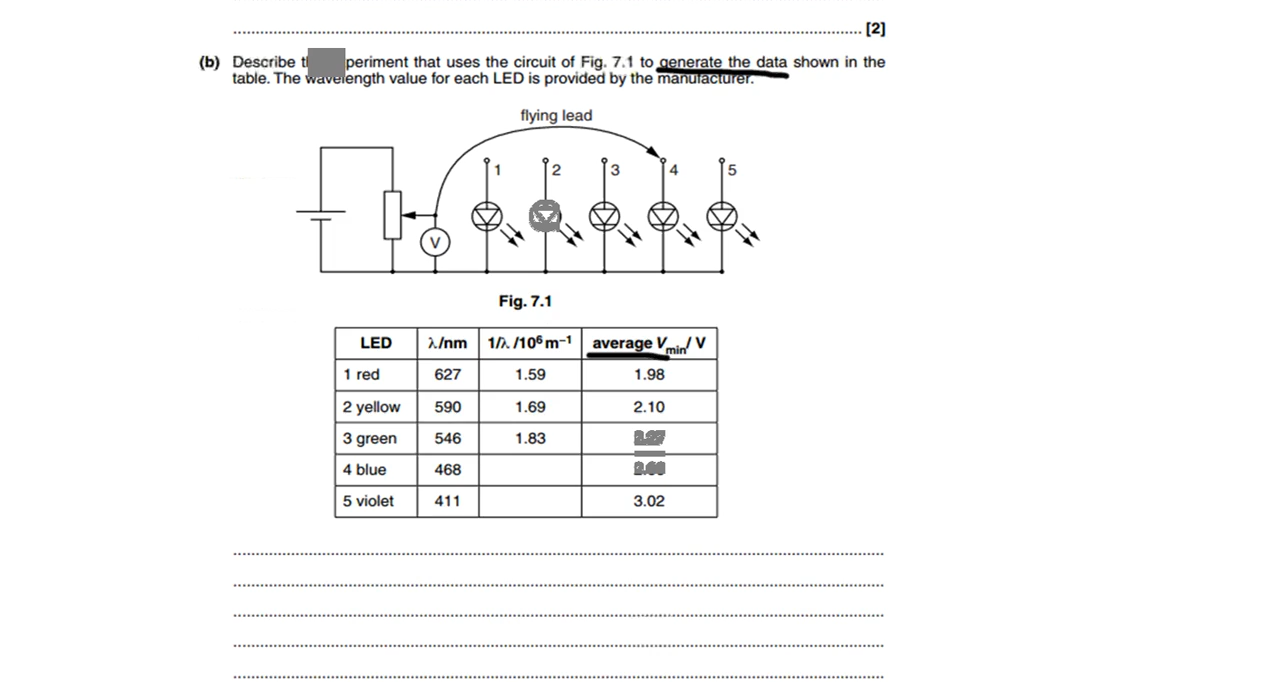 [2]
(b) Describe periment that uses the circuit of Fig. 7.1 to generate the data shown in the
table. The wavelength value for each LED is provided by the manufacturer.
flying lead
1 2 3 4 5
V
Fig. 7.1
LED λ/nm 1/λ /10⁶ m⁻¹ average Vmin/ V
1 red 627 1.59 1.98
2 yellow 590 1.69 2.10
3 green 546 1.83
4 blue 468
5 violet 411 3.02